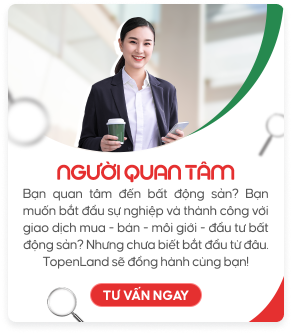 NGƯỜI QUAN TÂM
Bạn quan tâm đến bất động sản? Bạn
muốn bắt đầu sự nghiệp và thành công với
giao dịch mua - bán - môi giới - đầu tư bất
động sản? Nhưng chưa biết bắt đầu từ đâu.
TopenLand sẽ đồng hành cùng bạn!
TƯ VẤN NGAY